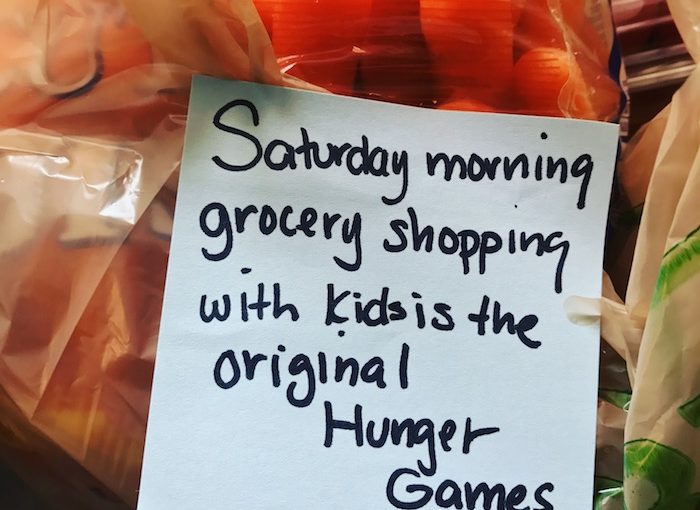 Saturday morning
grocery shopping
with kids is the
original
Hunger
Games